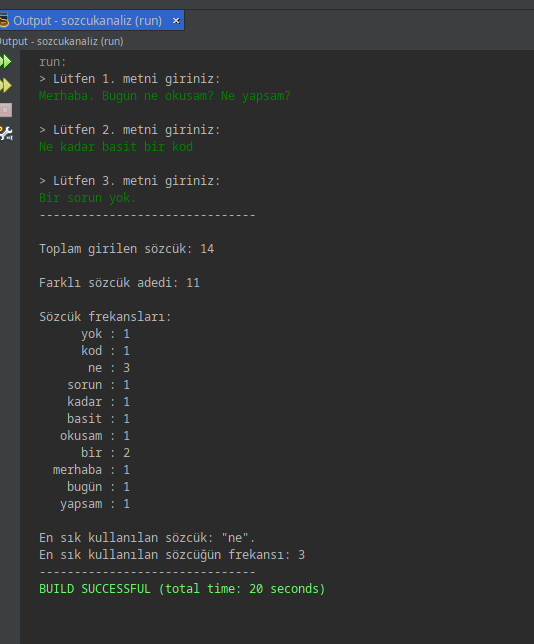 Output - sozcukanaliz (run) ×
Output - sozcukanaliz (run)
run:
> Lütfen 1. metni giriniz:
Merhaba. Bugün ne okusam? Ne yapsam?
> Lütfen 2. metni giriniz:
Ne kadar basit bir kod
> Lütfen 3. metni giriniz:
Bir sorun yok.
-------------------------------
Toplam girilen sözcük: 14
Farklı sözcük adedi: 11
Sözcük frekansları:
yok : 1
kod : 1
ne : 3
sorun : 1
kadar : 1
basit : 1
okusam : 1
bir : 2
merhaba : 1
bugün : 1
yapsam : 1
En sık kullanılan sözcük: "ne".
En sık kullanılan sözcüğün frekansı: 3
-------------------------------
BUILD SUCCESSFUL (total time: 20 seconds)